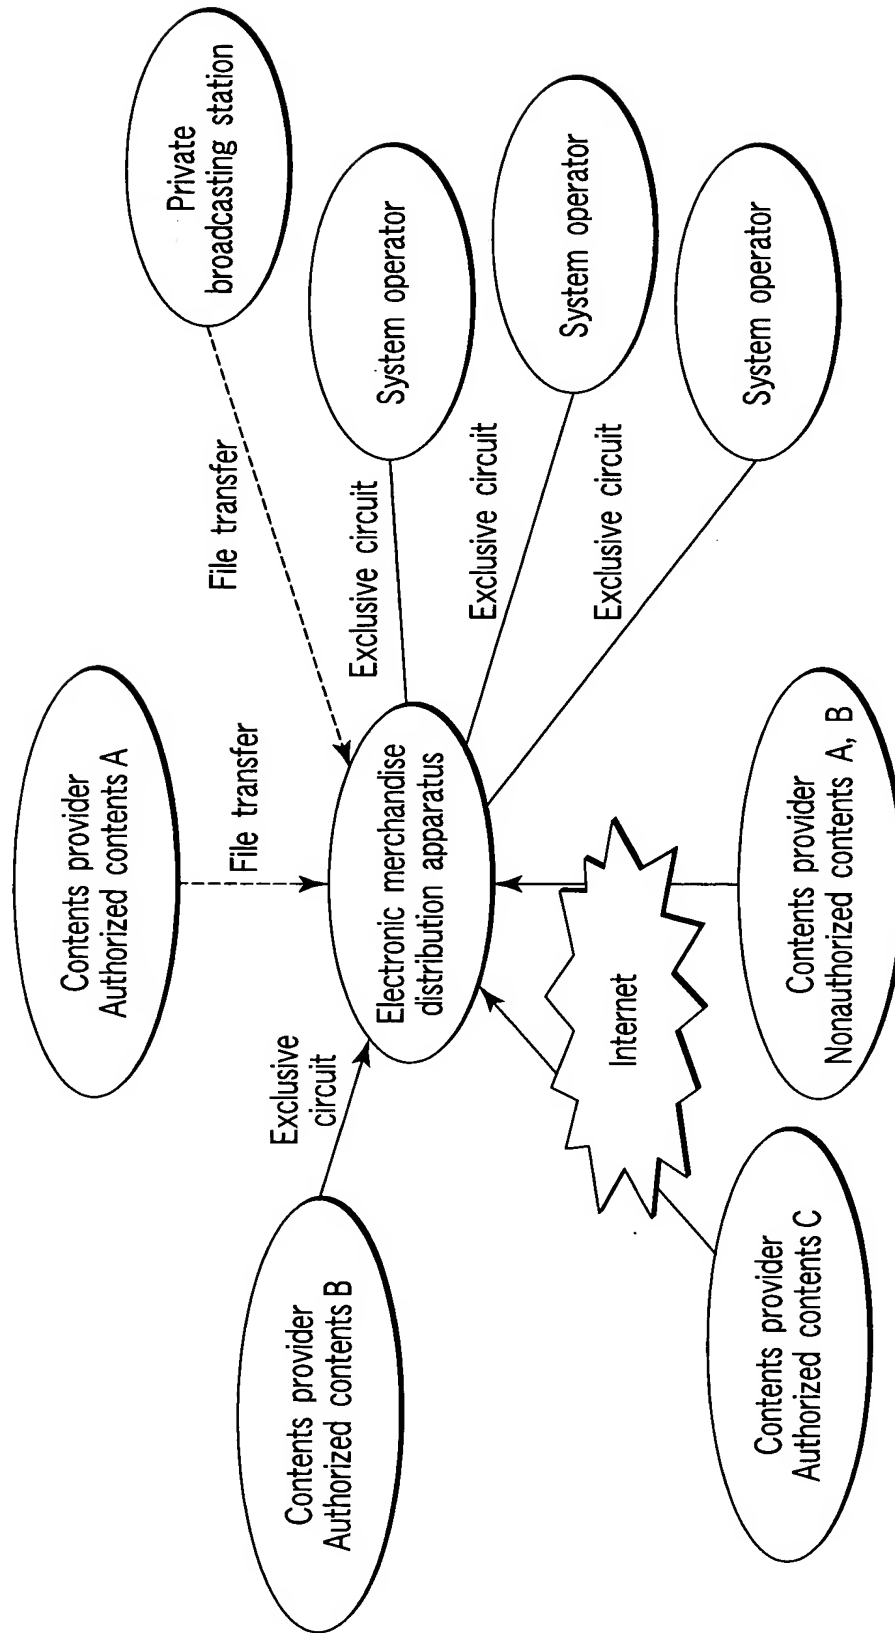 Contents provider
Authorized contents A
Private
broadcasting station
File transfer
File transfer
Contents provider
Authorized contents B
Exclusive
circuit
Electronic merchandise
distribution apparatus
Exclusive circuit
System operator
Exclusive circuit
System operator
Exclusive circuit
System operator
Internet
Contents provider
Authorized contents C
Contents provider
Nonauthorized contents A, B